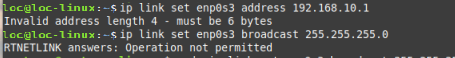 loc@loc-linux:~$ ip link set enp0s3 address 192.168.10.1
Invalid address length 4 - must be 6 bytes
loc@loc-linux:~$ ip link set enp0s3 broadcast 255.255.255.0
RTNETLINK answers: Operation not permitted